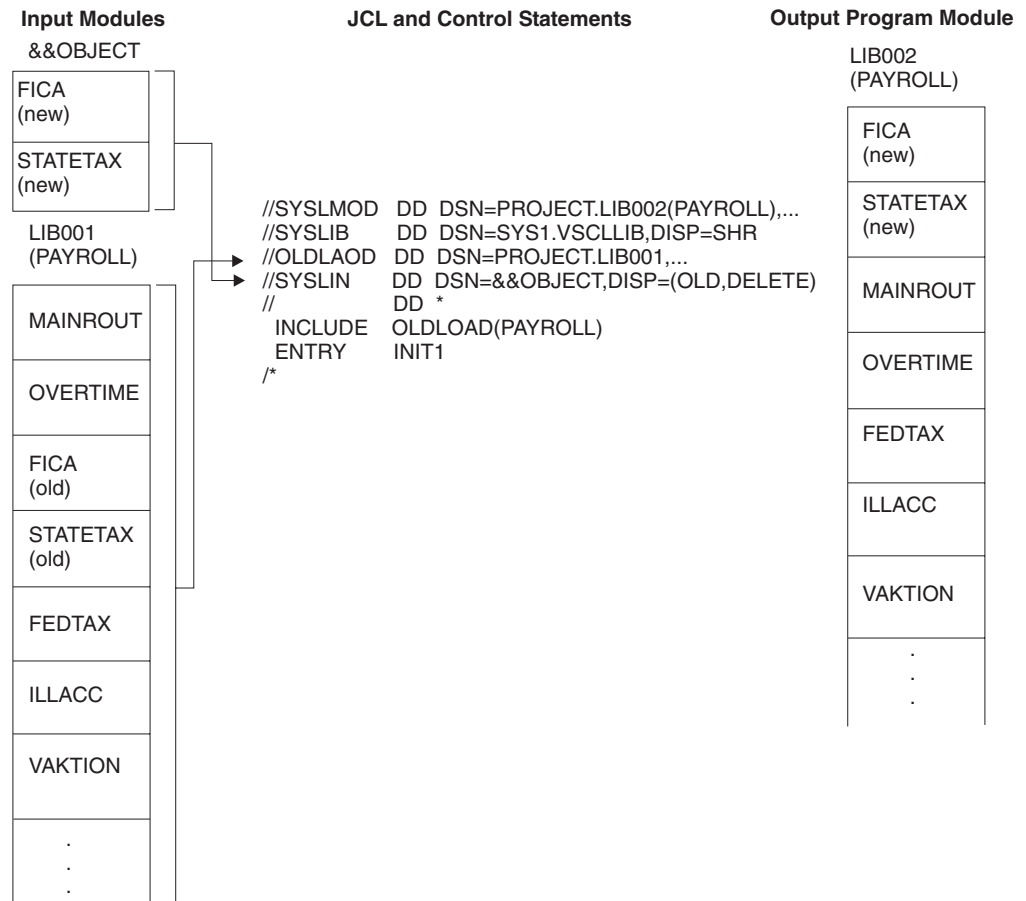 Input Modules
&&OBJECT
FICA
(new)
STATETAX
(new)
LIB001
(PAYROLL)
MAINROUT
OVERTIME
FICA
(old)
STATETAX
(old)
FEDTAX
ILLACC
VAKTION
.
.
.
JCL and Control Statements
//SYSLMOD DD DSN=PROJECT.LIB002(PAYROLL),...
//SYSLIB DD DSN=SYS1.VSCLLIB,DISP=SHR
//OLDLAOD DD DSN=PROJECT.LIB001,...
//SYSLIN DD DSN=&&OBJECT,DISP=(OLD,DELETE)
// DD *
INCLUDE OLDLOAD(PAYROLL)
ENTRY INIT1
/*
Output Program Module
LIB002
(PAYROLL)
FICA
(new)
STATETAX
(new)
MAINROUT
OVERTIME
FEDTAX
ILLACC
VAKTION
.
.
.